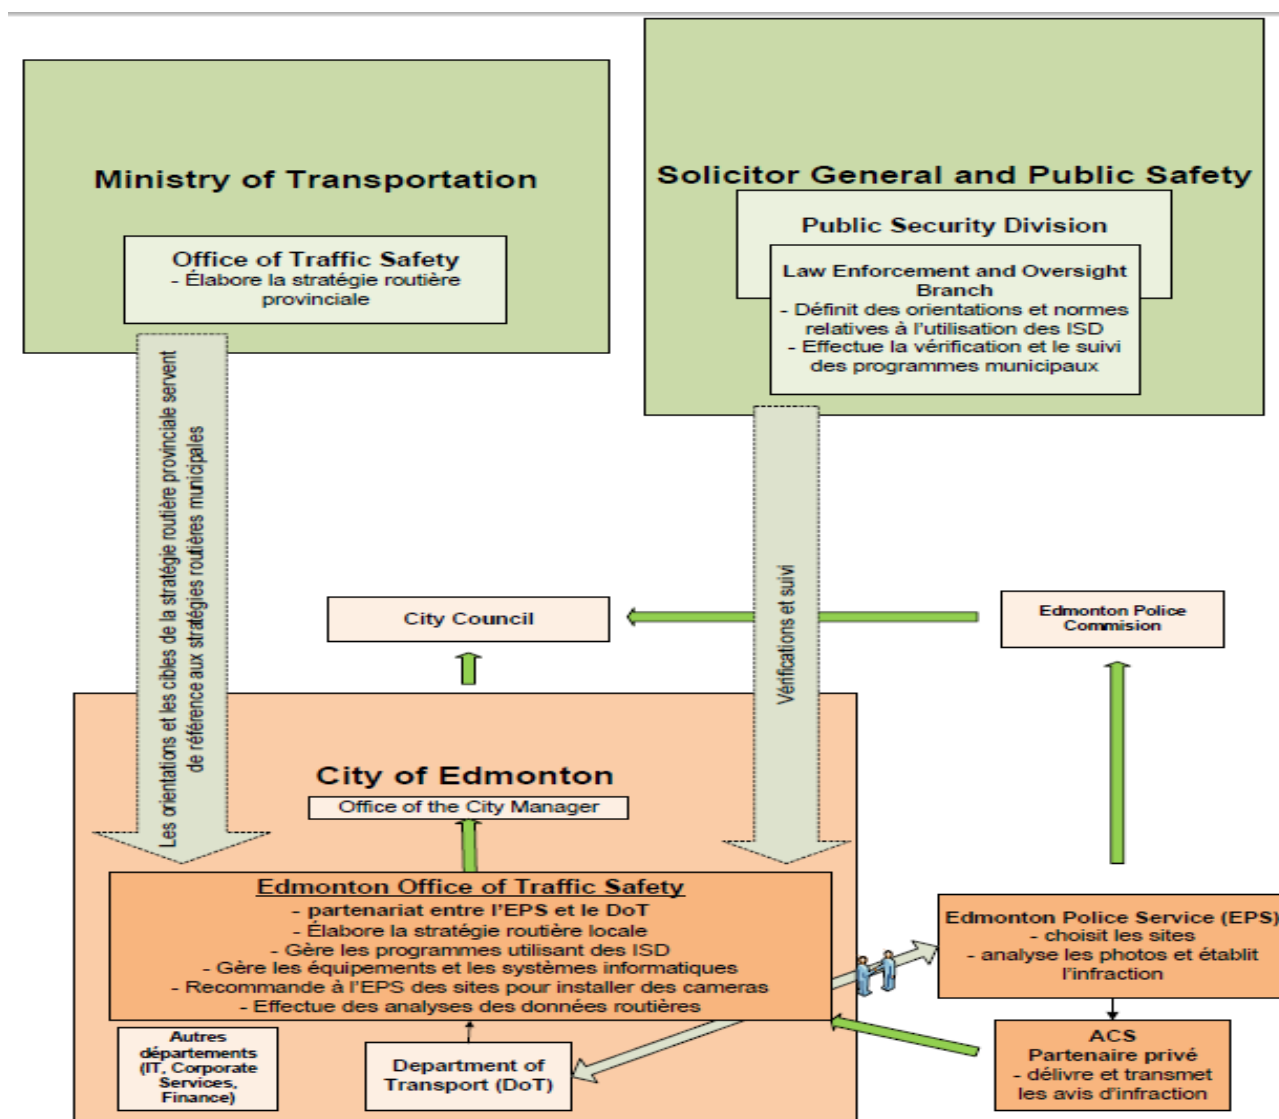 Ministry of Transportation
Office of Traffic Safety
- Élabore la stratégie routière
provinciale
Solicitor General and Public Safety
Public Security Division
Law Enforcement and Oversight
Branch
- Définit des orientations et normes
relatives à l'utilisation des ISD
- Effectue la vérification et le suivi
des programmes municipaux
Les orientations et les cibles de la stratégie routière provinciale servent
de référence aux stratégies routières municipales
Vérifications et suivi
City Council
Edmonton Police
Commision
City of Edmonton
Office of the City Manager
Edmonton Office of Traffic Safety
- partenariat entre l'EPS et le DoT
- Élabore la stratégie routière locale
- Gère les programmes utilisant des ISD
- Gère les équipements et les systèmes informatiques
- Recommande à l'EPS des sites pour installer des cameras
- Effectue des analyses des données routières
Edmonton Police Service (EPS)
- choisit les sites
- analyse les photos et établit
l'infraction
Autres
départements
(IT, Corporate
Services,
Finance)
Department of
Transport (DoT)
ACS
Partenaire privé
- délivre et transmet
les avis d'infraction